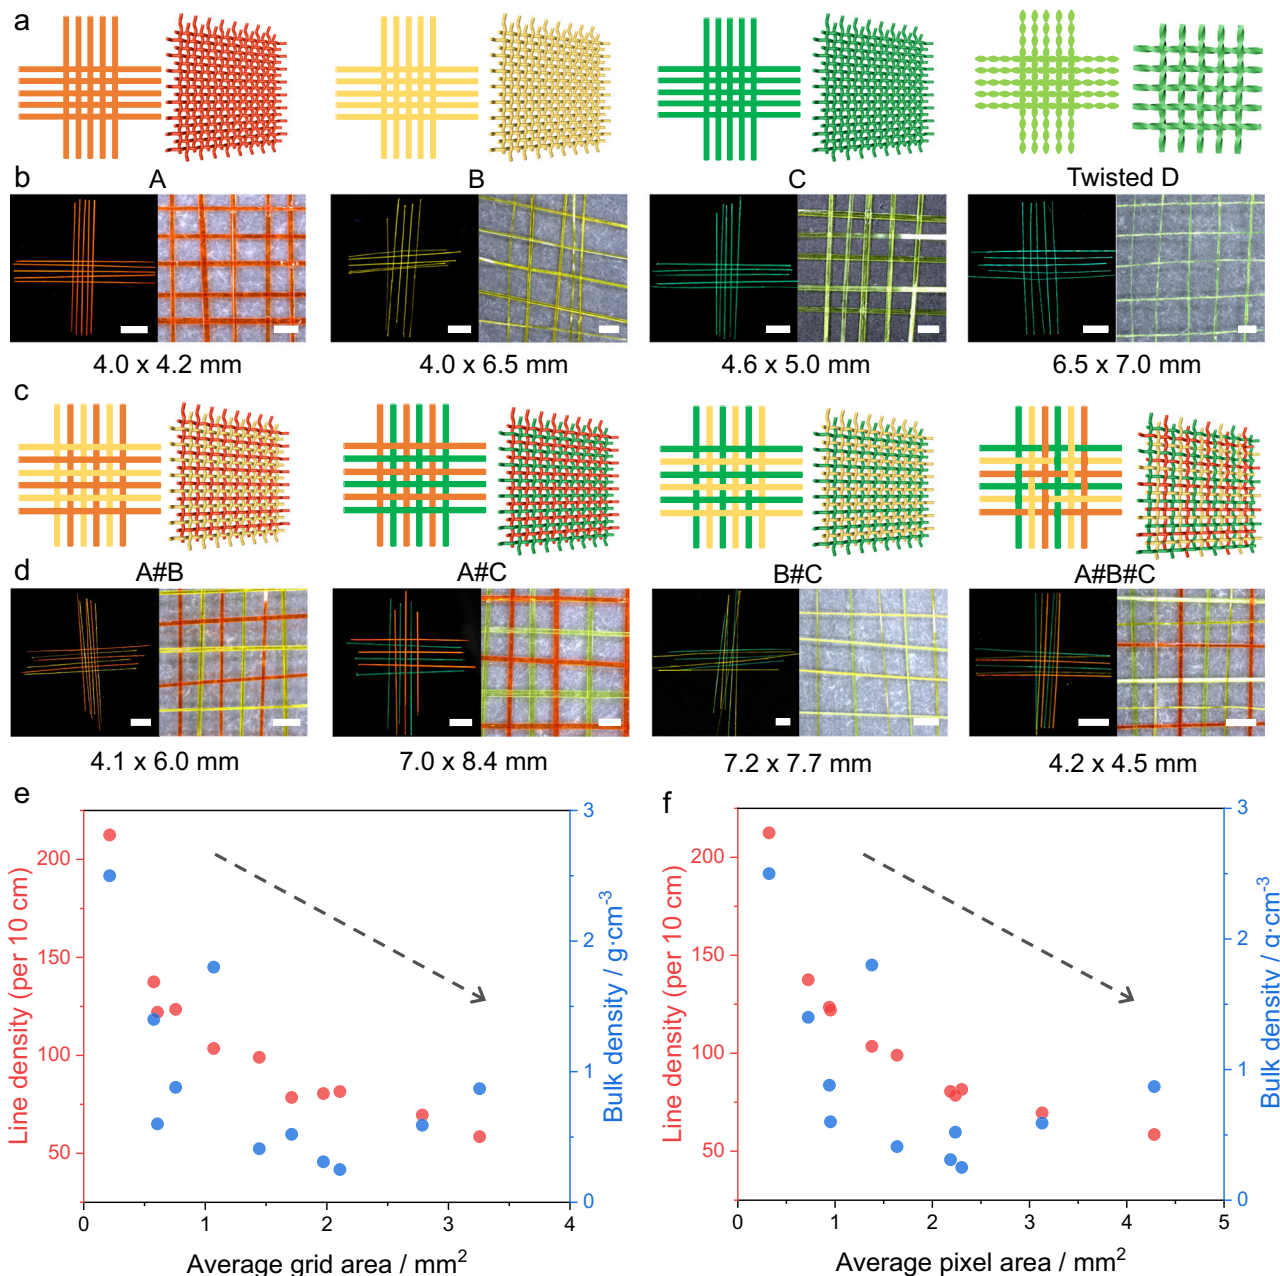 a
b
A
B
C
Twisted D
4.0 x 4.2 mm
4.0 x 6.5 mm
4.6 x 5.0 mm
6.5 x 7.0 mm
c
d
A#B
A#C
B#C
A#B#C
4.1 x 6.0 mm
7.0 x 8.4 mm
7.2 x 7.7 mm
4.2 x 4.5 mm
e
Line density (per 10 cm)
200
150
100
50
0
1
2
3
4
Average grid area / mm²
3
2
1
0
Bulk density / g·cm⁻³
f
Line density (per 10 cm)
200
150
100
50
0
1
2
3
4
5
Average pixel area / mm²
3
2
1
0
Bulk density / g·cm⁻³